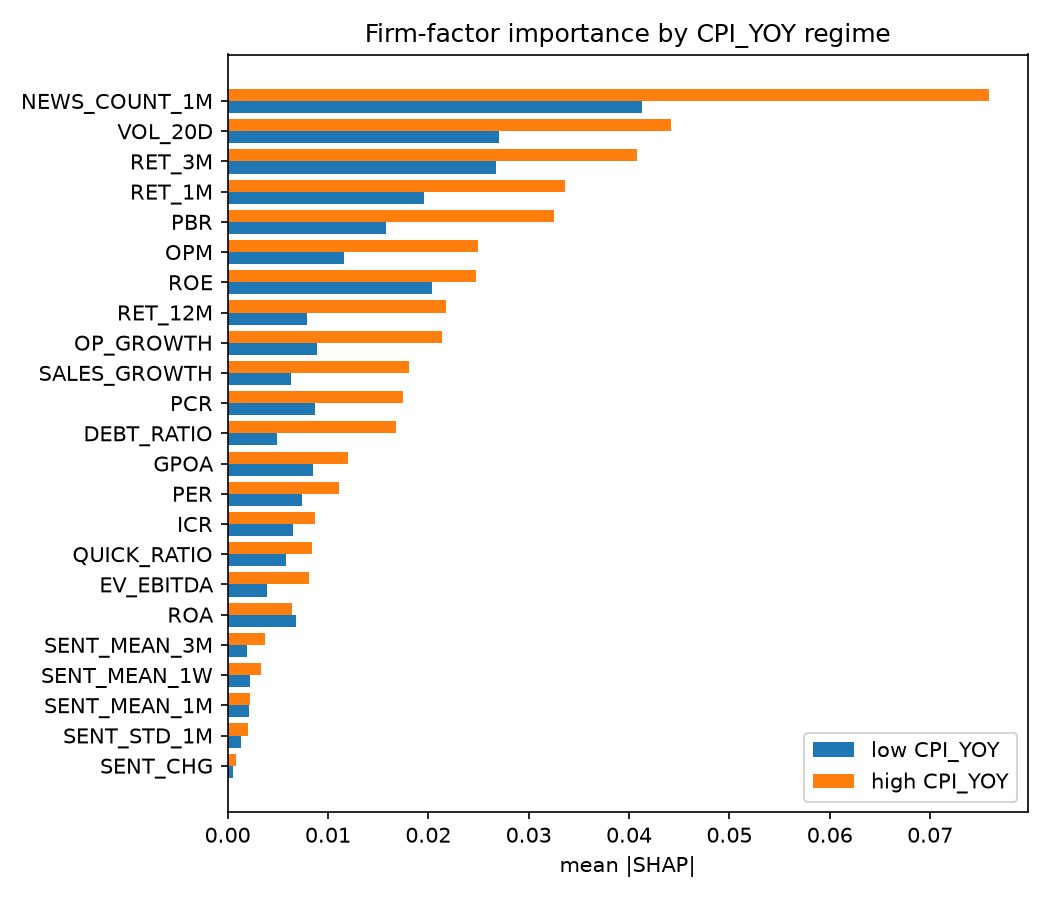 Firm-factor importance by CPI_YOY regime
NEWS_COUNT_1M
VOL_20D
RET_3M
RET_1M
PBR
OPM
ROE
RET_12M
OP_GROWTH
SALES_GROWTH
PCR
DEBT_RATIO
GPOA
PER
ICR
QUICK_RATIO
EV_EBITDA
ROA
SENT_MEAN_3M
SENT_MEAN_1W
SENT_MEAN_1M
SENT_STD_1M
SENT_CHG
low CPI_YOY
high CPI_YOY
0.00 0.01 0.02 0.03 0.04 0.05 0.06 0.07
mean |SHAP|